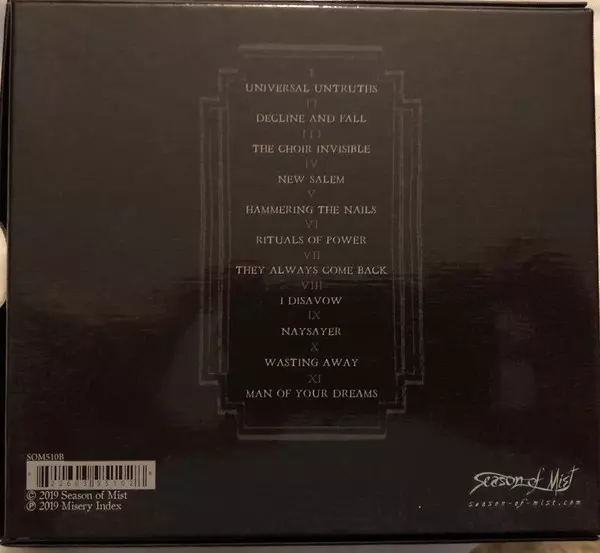 I
UNIVERSAL UNTRUTHS
II
DECLINE AND FALL
III
THE CHOIR INVISIBLE
IV
NEW SALEM
V
HAMMERING THE NAILS
VI
RITUALS OF POWER
VII
THEY ALWAYS COME BACK
VIII
I DISAVOW
IX
NAYSAYER
X
WASTING AWAY
XI
MAN OF YOUR DREAMS
SOM510B
© 2019 Season of Mist
℗ 2019 Misery Index
Season of Mist
season-of-mist.com